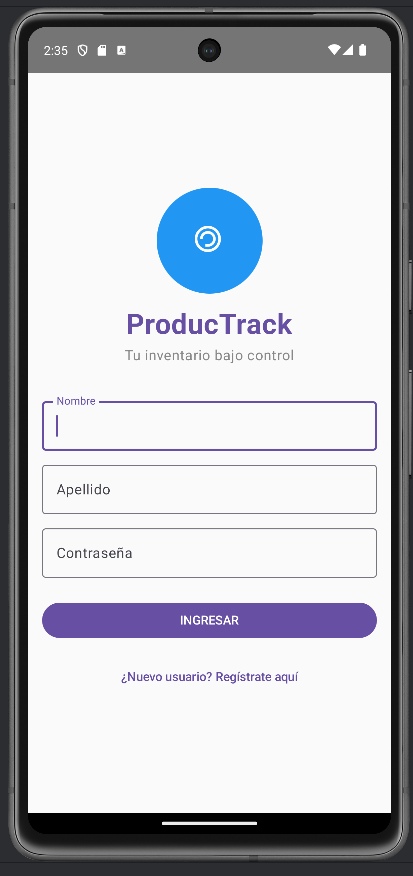 2:35
ProducTrack
Tu inventario bajo control
Nombre
Apellido
Contraseña
INGRESAR
¿Nuevo usuario? Regístrate aquí